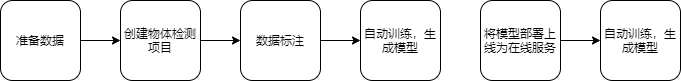 准备数据
创建物体检测
项目
数据标注
自动训练，生
成模型
将模型部署上
线为在线服务
自动训练，生
成模型